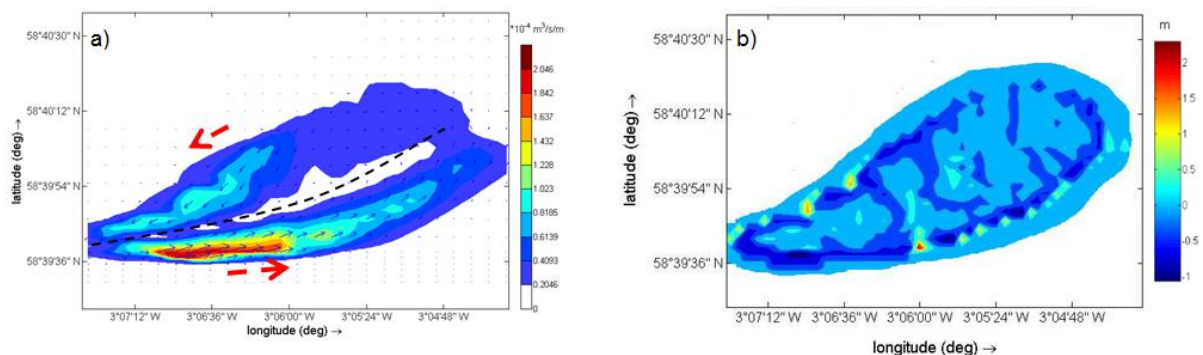 a)
*10⁻⁴ m³/s/m
58°40'30" N
58°40'12" N
58°39'54" N
58°39'36" N
latitude (deg) →
3°07'12" W 3°06'36" W 3°06'00" W 3°05'24" W 3°04'48" W
longitude (deg) →
2.046
1.842
1.637
1.432
1.228
1.023
0.8185
0.6139
0.4093
0.2046
0.000
b)
m
58°40'30" N
58°40'12" N
58°39'54" N
58°39'36" N
latitude (deg) →
3°07'12" W 3°06'36" W 3°06'00" W 3°05'24" W 3°04'48" W
longitude (deg) →
2
1.5
1
0.5
0
-0.5
-1